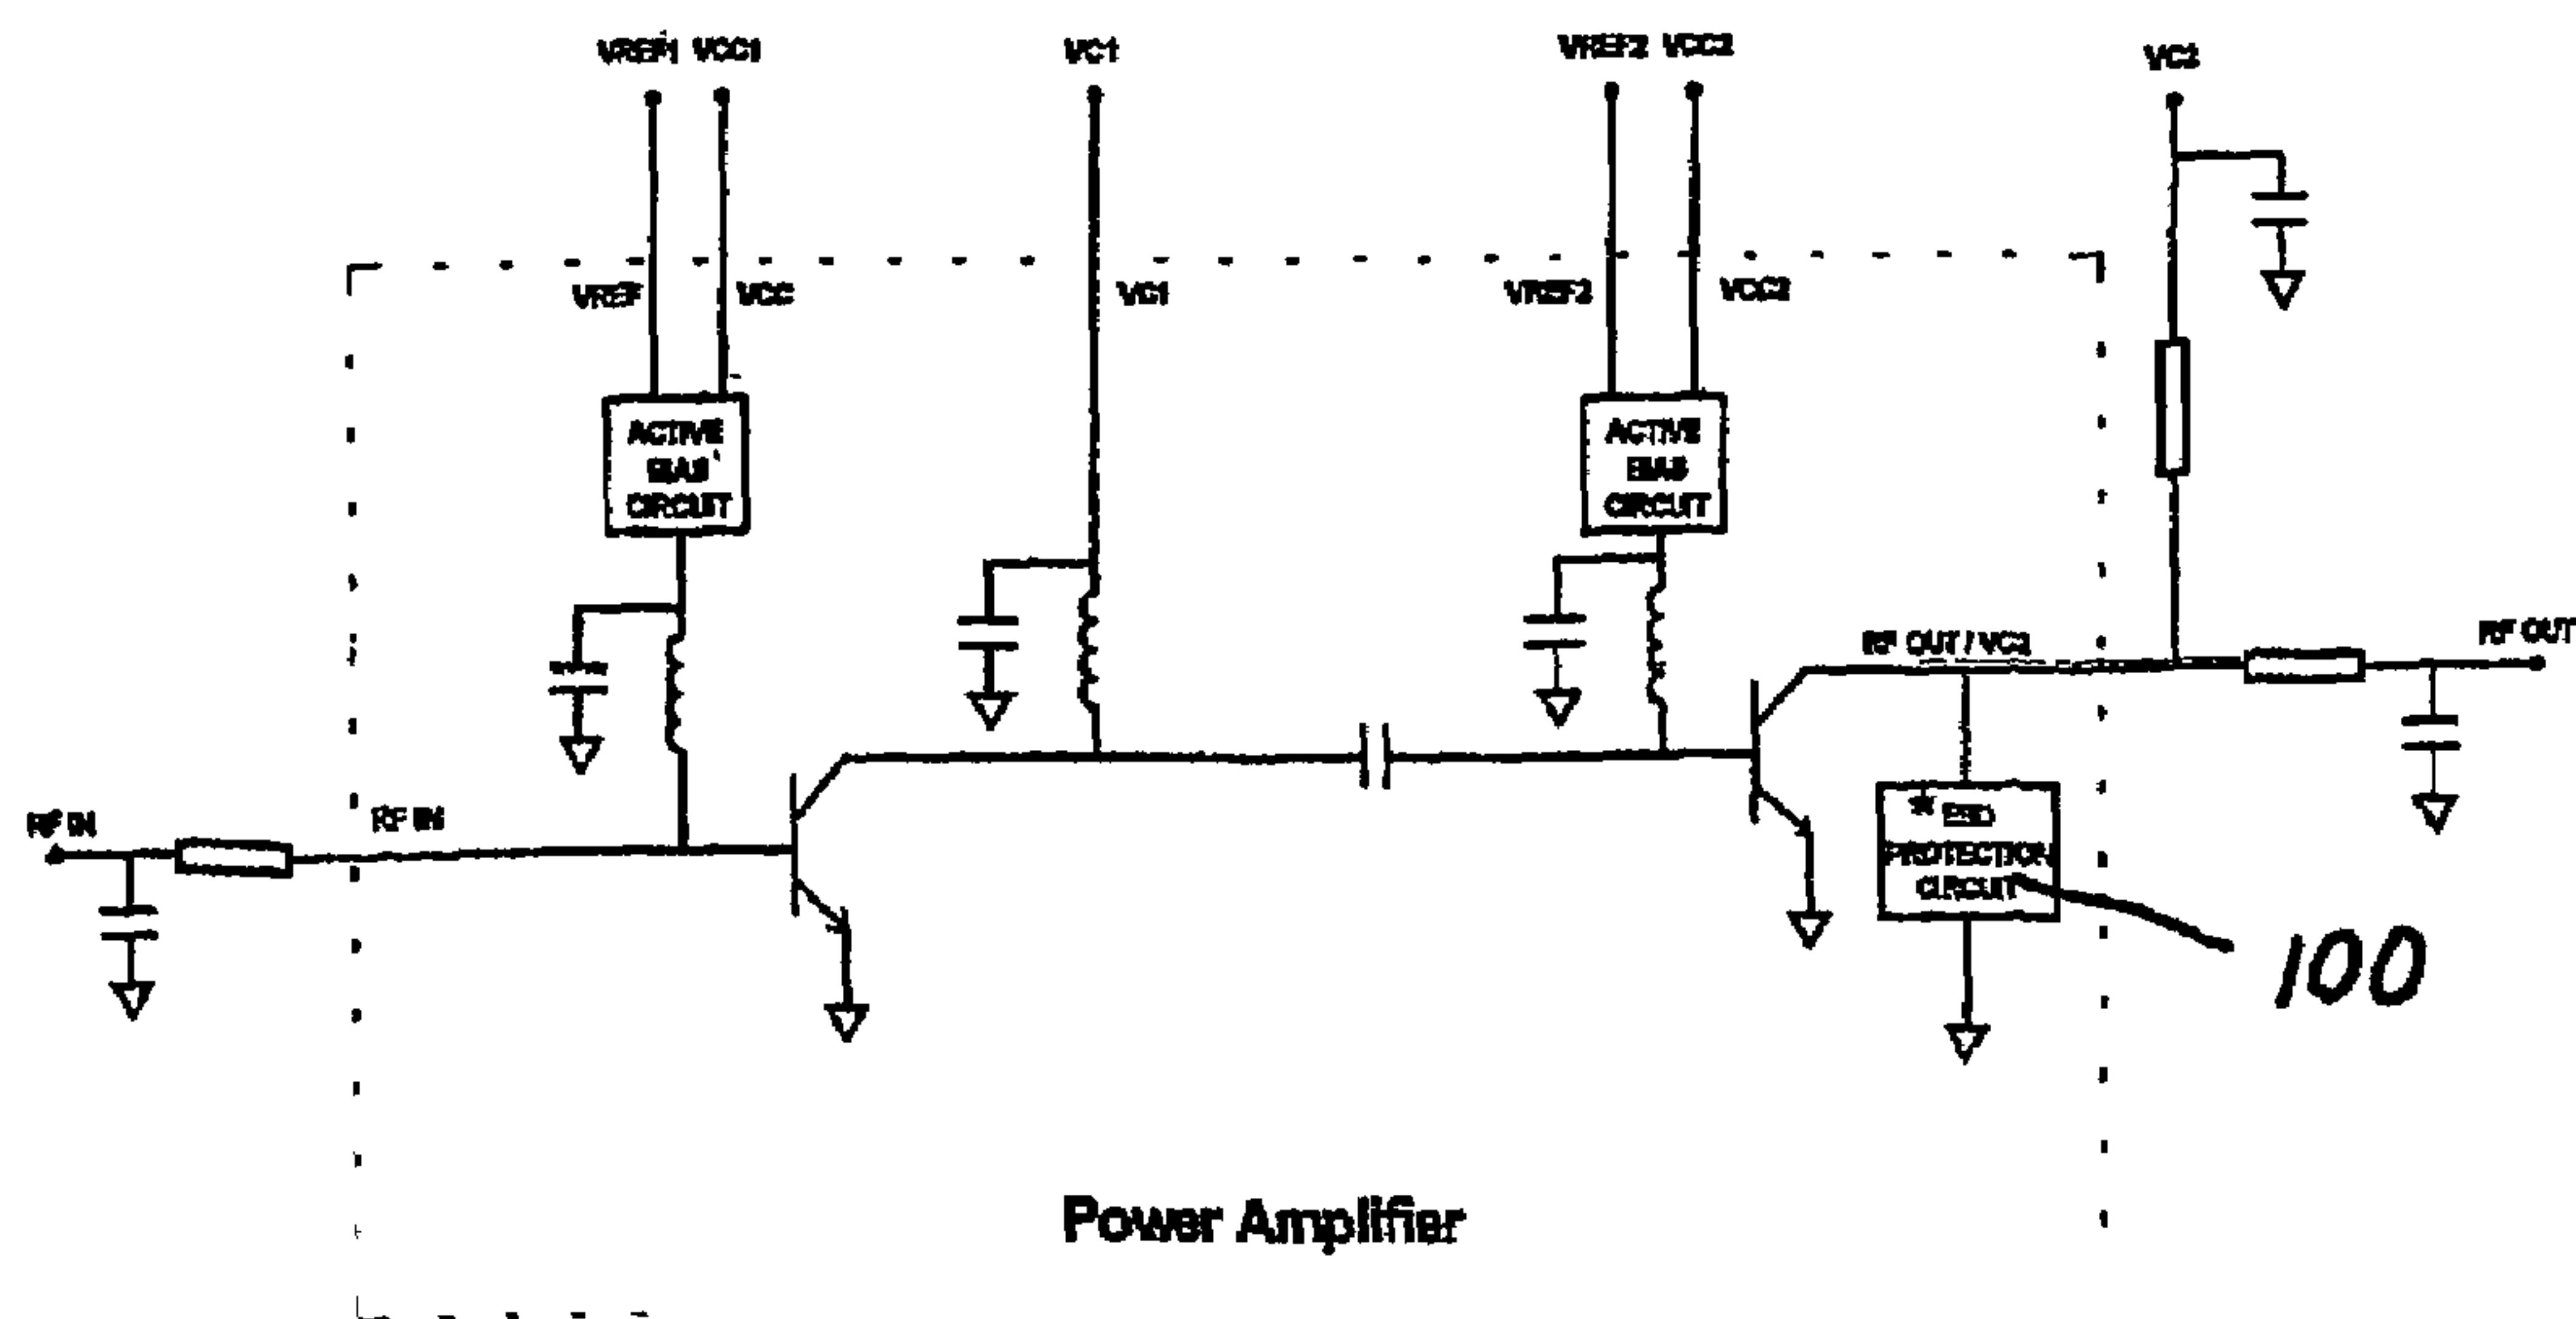 VREF1 VCC1
VC1
VREF2 VCC2
VC2
VREF
VCC
VC1
VREF2
VCC2
ACTIVE
BIAS
CIRCUIT
ACTIVE
BIAS
CIRCUIT
RF OUT / VC2
RF OUT
RF IN
RF IN
* ESD
PROTECTION
CIRCUIT
100
Power Amplifier